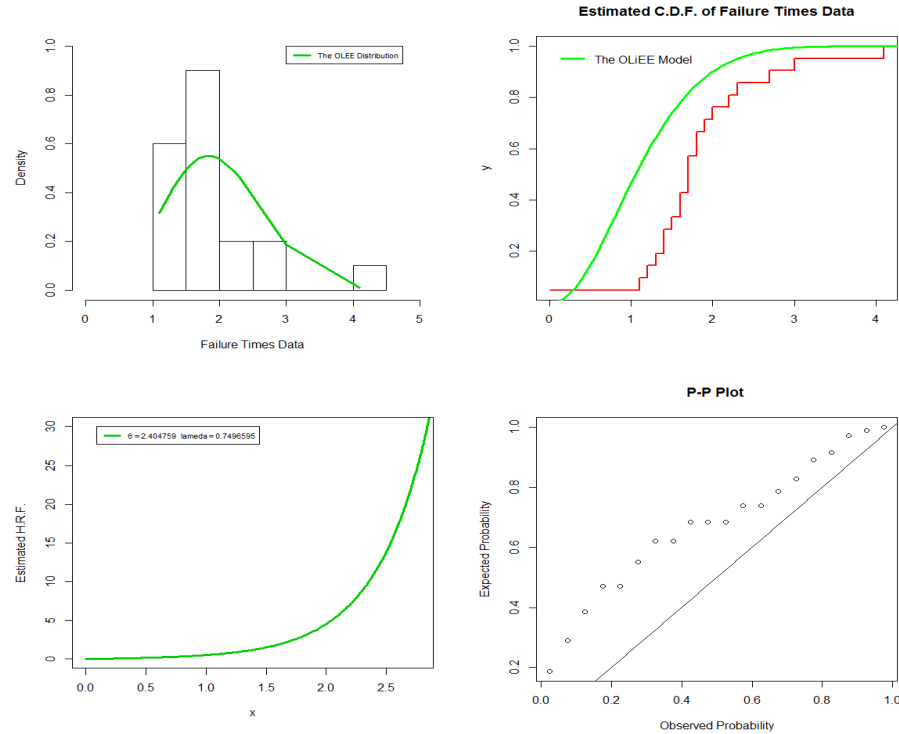 The OLEE Distribution
Density
0.0 0.2 0.4 0.6 0.8 1.0
0 1 2 3 4 5
Failure Times Data
Estimated C.D.F. of Failure Times Data
The OLiEE Model
y
0.2 0.4 0.6 0.8 1.0
0 1 2 3 4
θ=2.404759 lameda=0.7496595
Estimated H.R.F.
0 5 10 15 20 25 30
0.0 0.5 1.0 1.5 2.0 2.5
x
P-P Plot
Expected Probability
0.2 0.4 0.6 0.8 1.0
0.0 0.2 0.4 0.6 0.8 1.0
Observed Probability